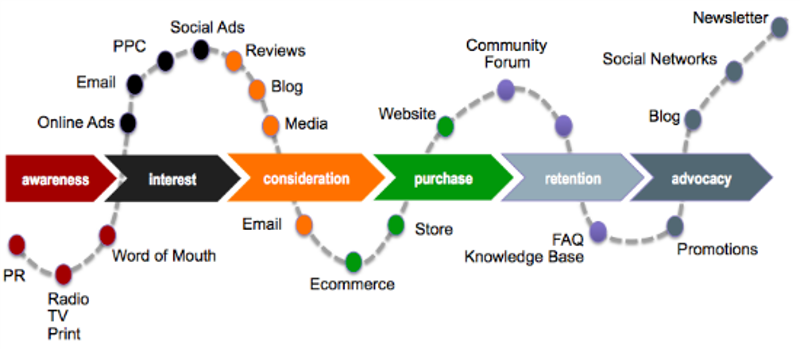 Newsletter
Social Ads
PPC
Reviews
Community
Forum
Social Networks
Email
Blog
Online Ads
Media
Website
Blog
awareness
interest
consideration
purchase
retention
advocacy
PR
Word of Mouth
Email
Store
FAQ
Knowledge Base
Promotions
Ecommerce
Radio
TV
Print